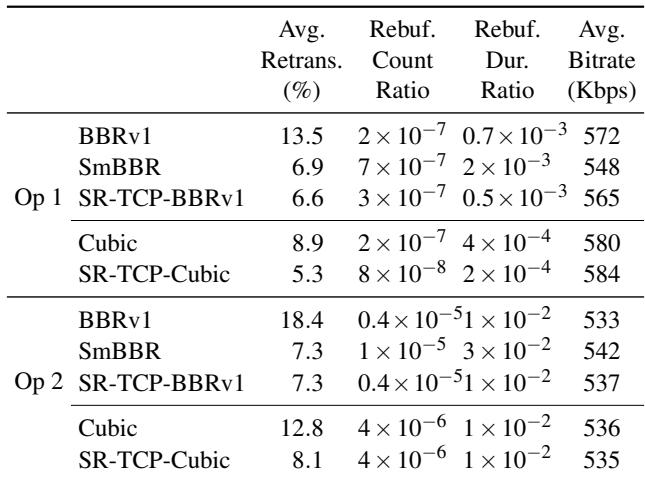 Avg. Rebuf. Rebuf. Avg.
Retrans. Count Dur. Bitrate
(%) Ratio Ratio (Kbps)
BBRv1 13.5 2 × 10⁻⁷ 0.7 × 10⁻³ 572
SmBBR 6.9 7 × 10⁻⁷ 2 × 10⁻³ 548
Op 1 SR-TCP-BBRv1 6.6 3 × 10⁻⁷ 0.5 × 10⁻³ 565
Cubic 8.9 2 × 10⁻⁷ 4 × 10⁻⁴ 580
SR-TCP-Cubic 5.3 8 × 10⁻⁸ 2 × 10⁻⁴ 584
BBRv1 18.4 0.4 × 10⁻⁵ 1 × 10⁻² 533
SmBBR 7.3 1 × 10⁻⁵ 3 × 10⁻² 542
Op 2 SR-TCP-BBRv1 7.3 0.4 × 10⁻⁵ 1 × 10⁻² 537
Cubic 12.8 4 × 10⁻⁶ 1 × 10⁻² 536
SR-TCP-Cubic 8.1 4 × 10⁻⁶ 1 × 10⁻² 535